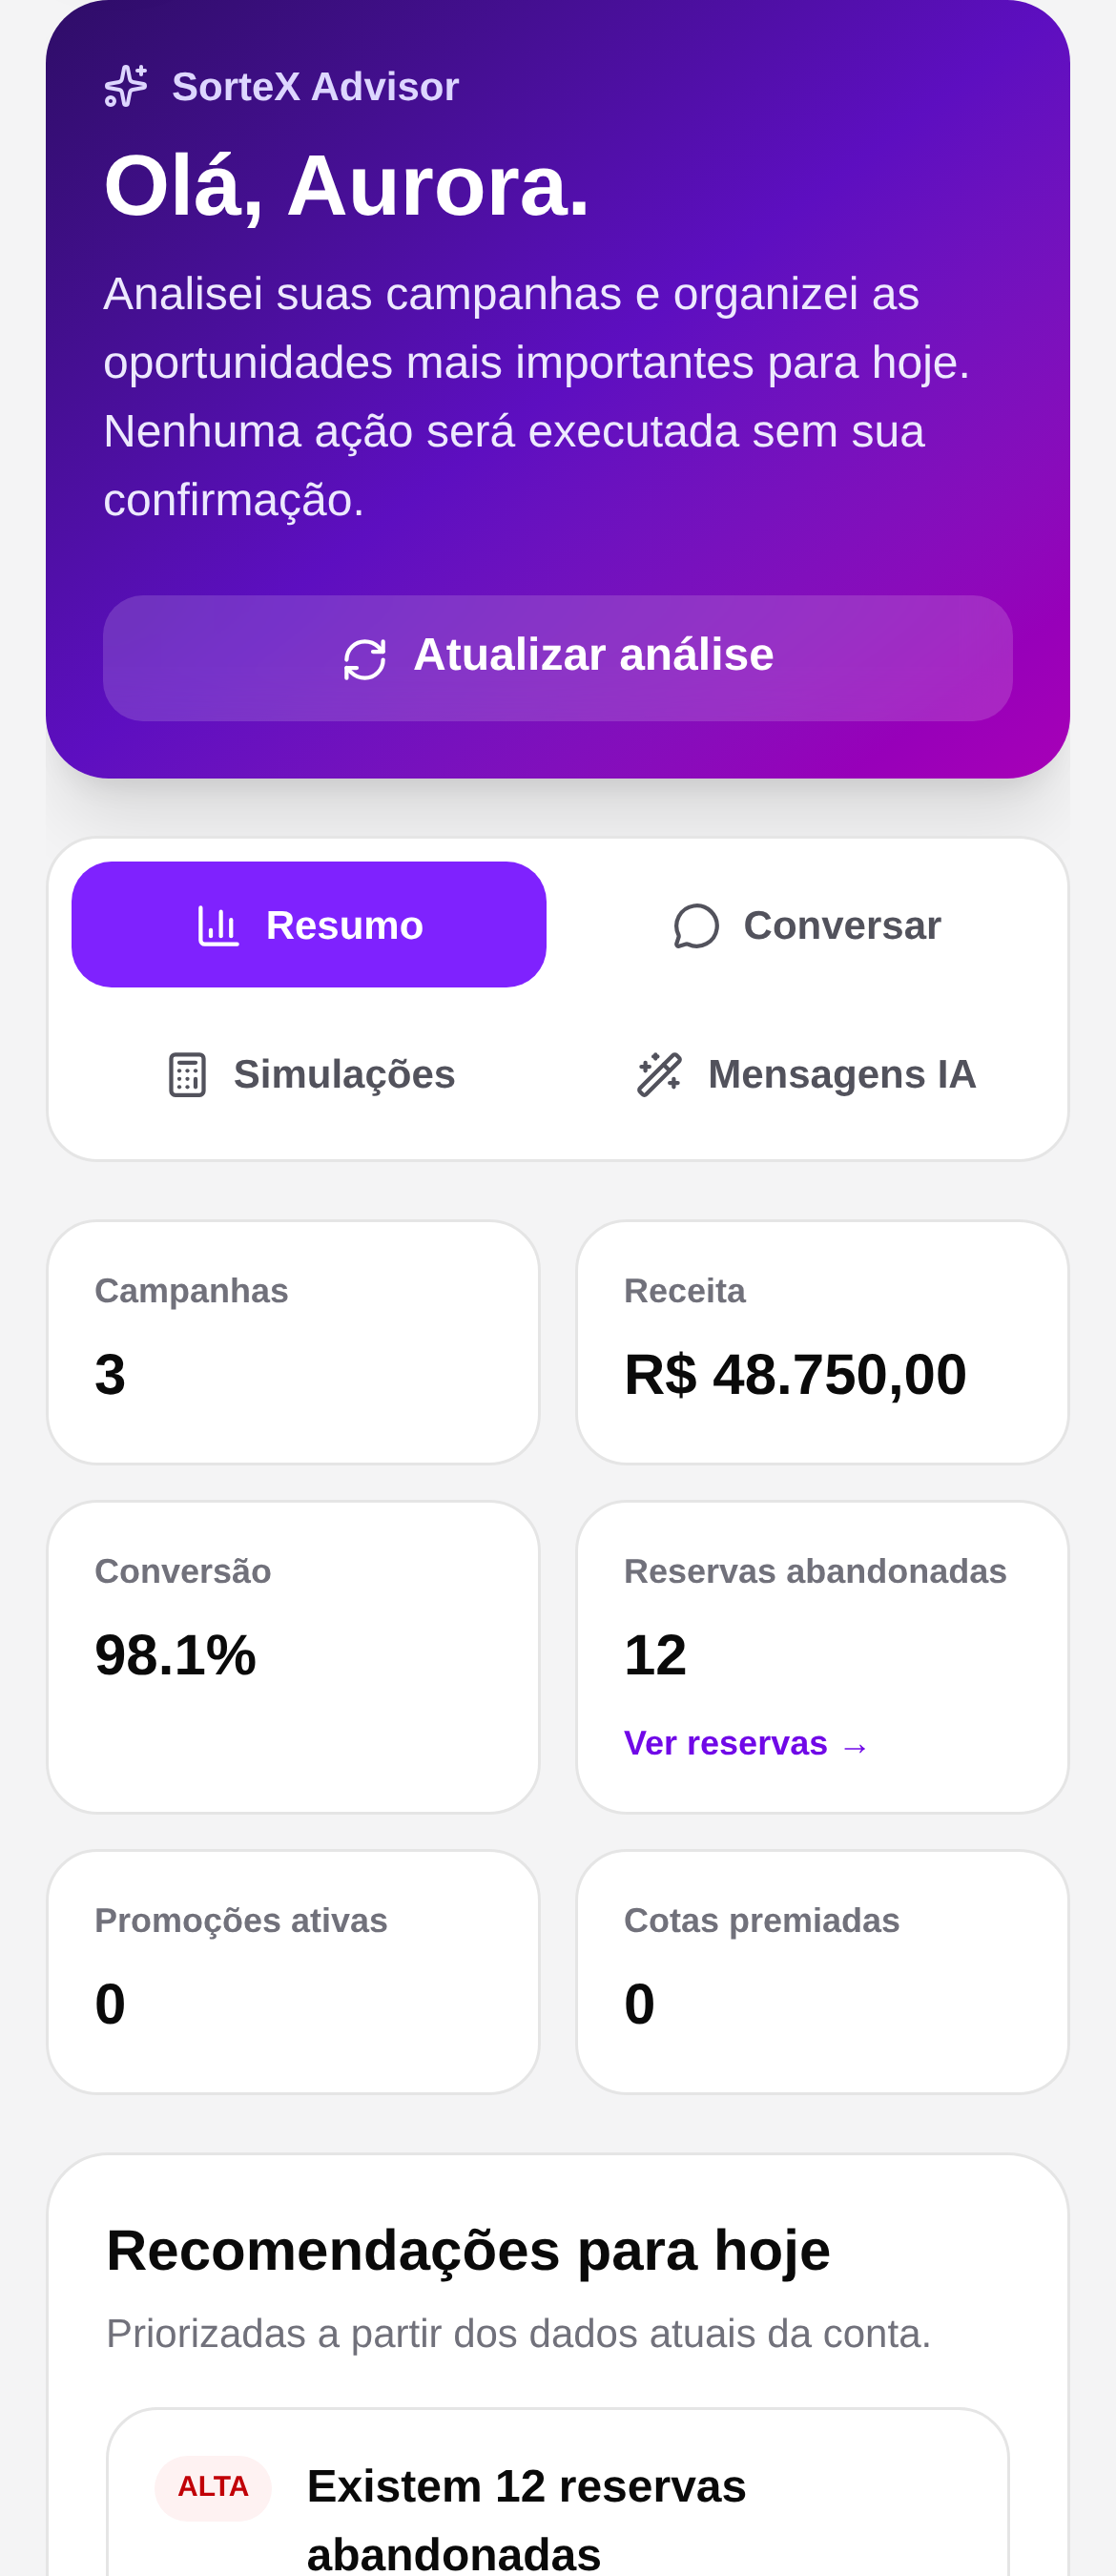 SorteX Advisor
Olá, Aurora.
Analisei suas campanhas e organizei as
oportunidades mais importantes para hoje.
Nenhuma ação será executada sem sua
confirmação.
Atualizar análise
Resumo
Conversar
Simulações
Mensagens IA
Campanhas
3
Receita
R$ 48.750,00
Conversão
98.1%
Reservas abandonadas
12
Ver reservas →
Promoções ativas
0
Cotas premiadas
0
Recomendações para hoje
Priorizadas a partir dos dados atuais da conta.
ALTA
Existem 12 reservas
abandonadas